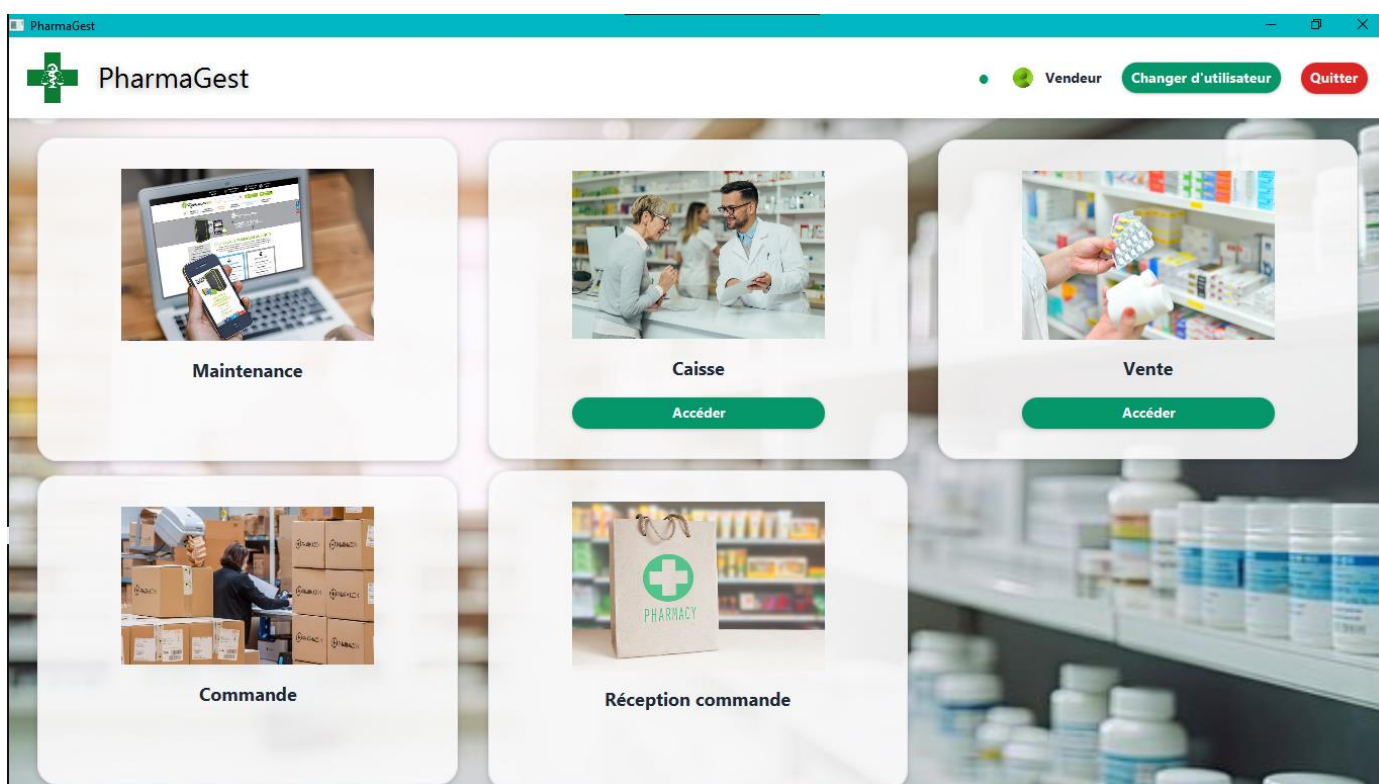 PharmaGest
PharmaGest
Vendeur
Changer d'utilisateur
Quitter
Maintenance
Caisse
Accéder
Vente
Accéder
Commande
PHARMACY
Réception commande